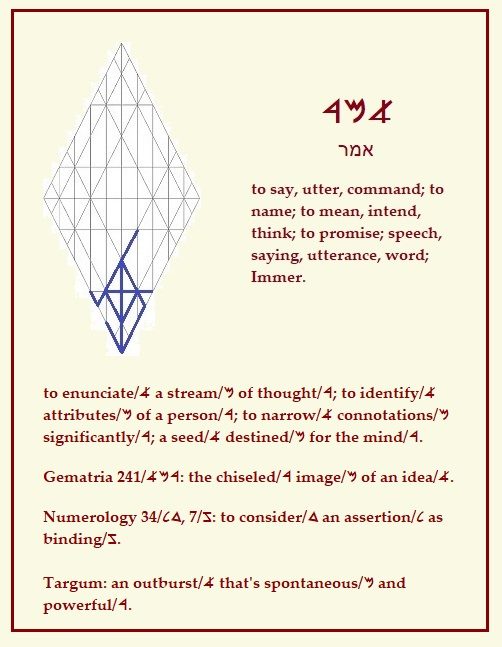 𐤀𐤌𐤓
אמר
to say, utter, command; to
name; to mean, intend,
think; to promise; speech,
saying, utterance, word;
Immer.
to enunciate/𐤀 a stream/𐤌 of thought/𐤓; to identify/𐤀
attributes/𐤌 of a person/𐤓; to narrow/𐤀 connotations/𐤌
significantly/𐤓; a seed/𐤀 destined/𐤌 for the mind/𐤓.
Gematria 241/𐤓𐤌𐤀: the chiseled/𐤓 image/𐤌 of an idea/𐤀.
Numerology 34/𐤃𐤋, 7/𐤆: to consider/𐤃 an assertion/𐤋 as
binding/𐤆.
Targum: an outburst/𐤀 that's spontaneous/𐤌 and
powerful/𐤓.